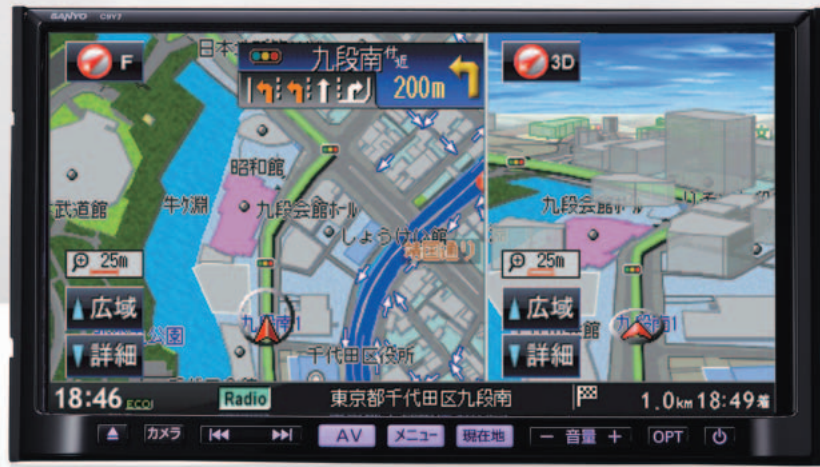 SANYO
F
日本
九段南付近
200m
3D
昭和館
武道館
牛ケ淵
九段会館ホール
しょうけい館
靖国通り
九段会館ホール
25m
25m
広域
詳細
公園
九段南1
千代田区役所
広域
詳細
館
九段南1
18:46 ECO!
Radio
東京都千代田区九段南
1.0km 18:49着
カメラ
AV
メニュー
現在地
− 音量 +
OPT